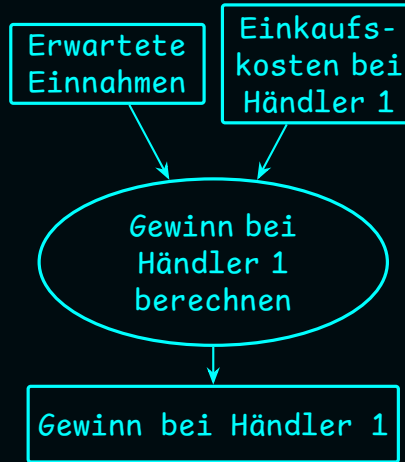 Erwartete
Einnahmen
Einkaufs-
kosten bei
Händler 1
Gewinn bei
Händler 1
berechnen
Gewinn bei Händler 1